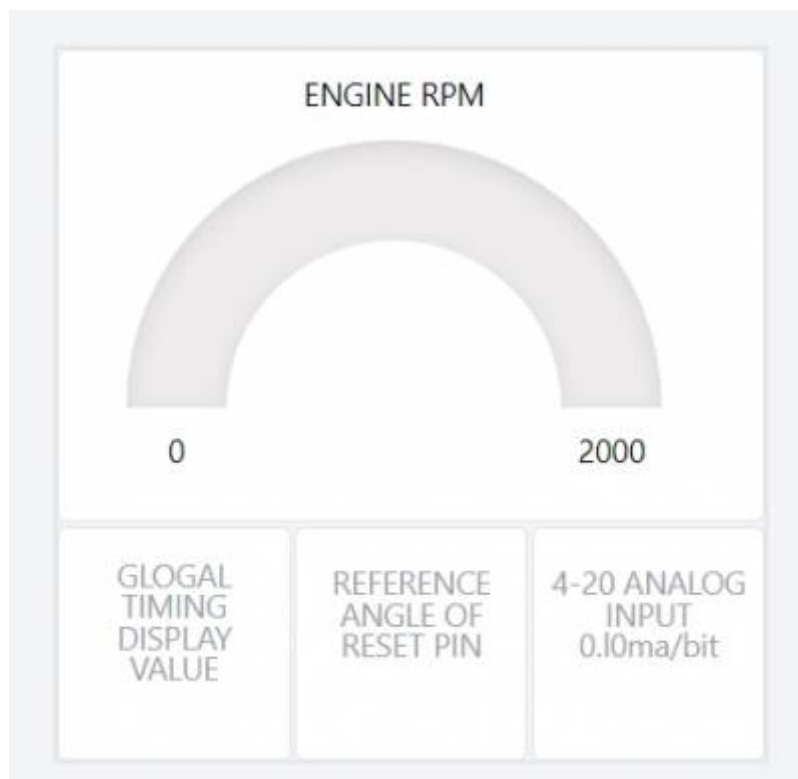 ENGINE RPM
0
2000
GLOGAL
TIMING
DISPLAY
VALUE
REFERENCE
ANGLE OF
RESET PIN
4-20 ANALOG
INPUT
0.l0ma/bit